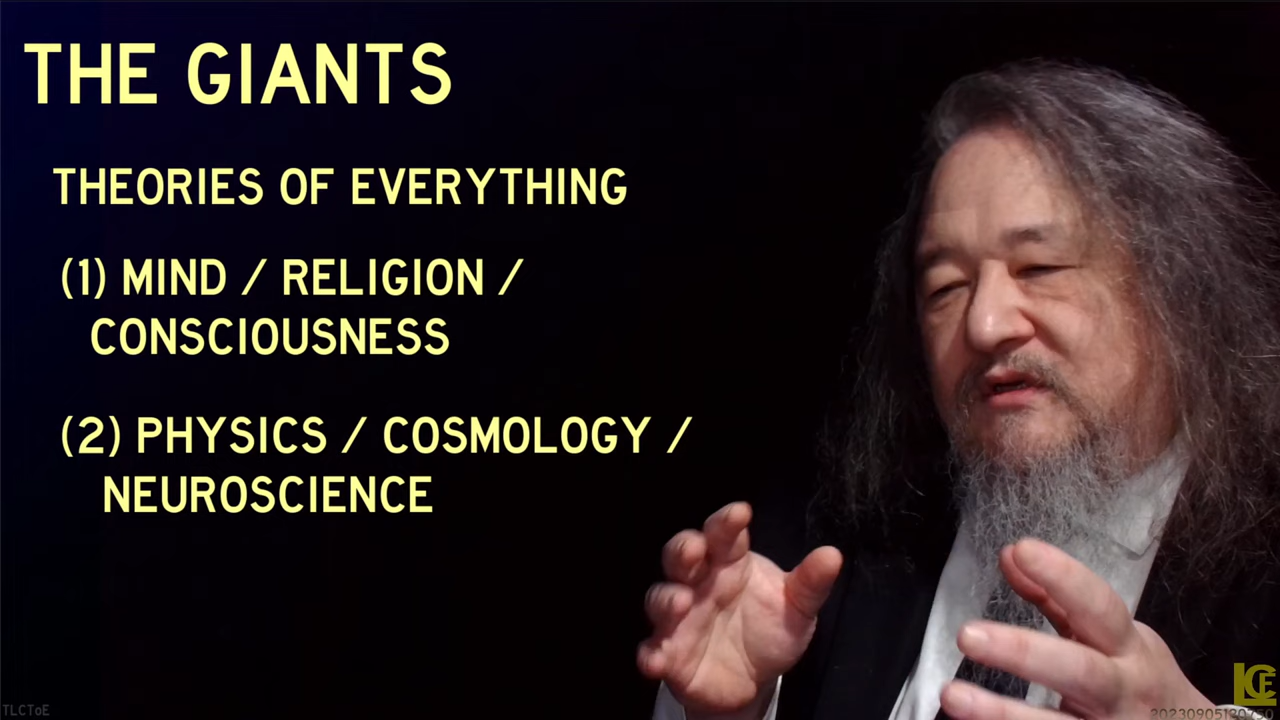 THE GIANTS
THEORIES OF EVERYTHING
(1) MIND / RELIGION /
CONSCIOUSNESS
(2) PHYSICS / COSMOLOGY /
NEUROSCIENCE
TLCToE